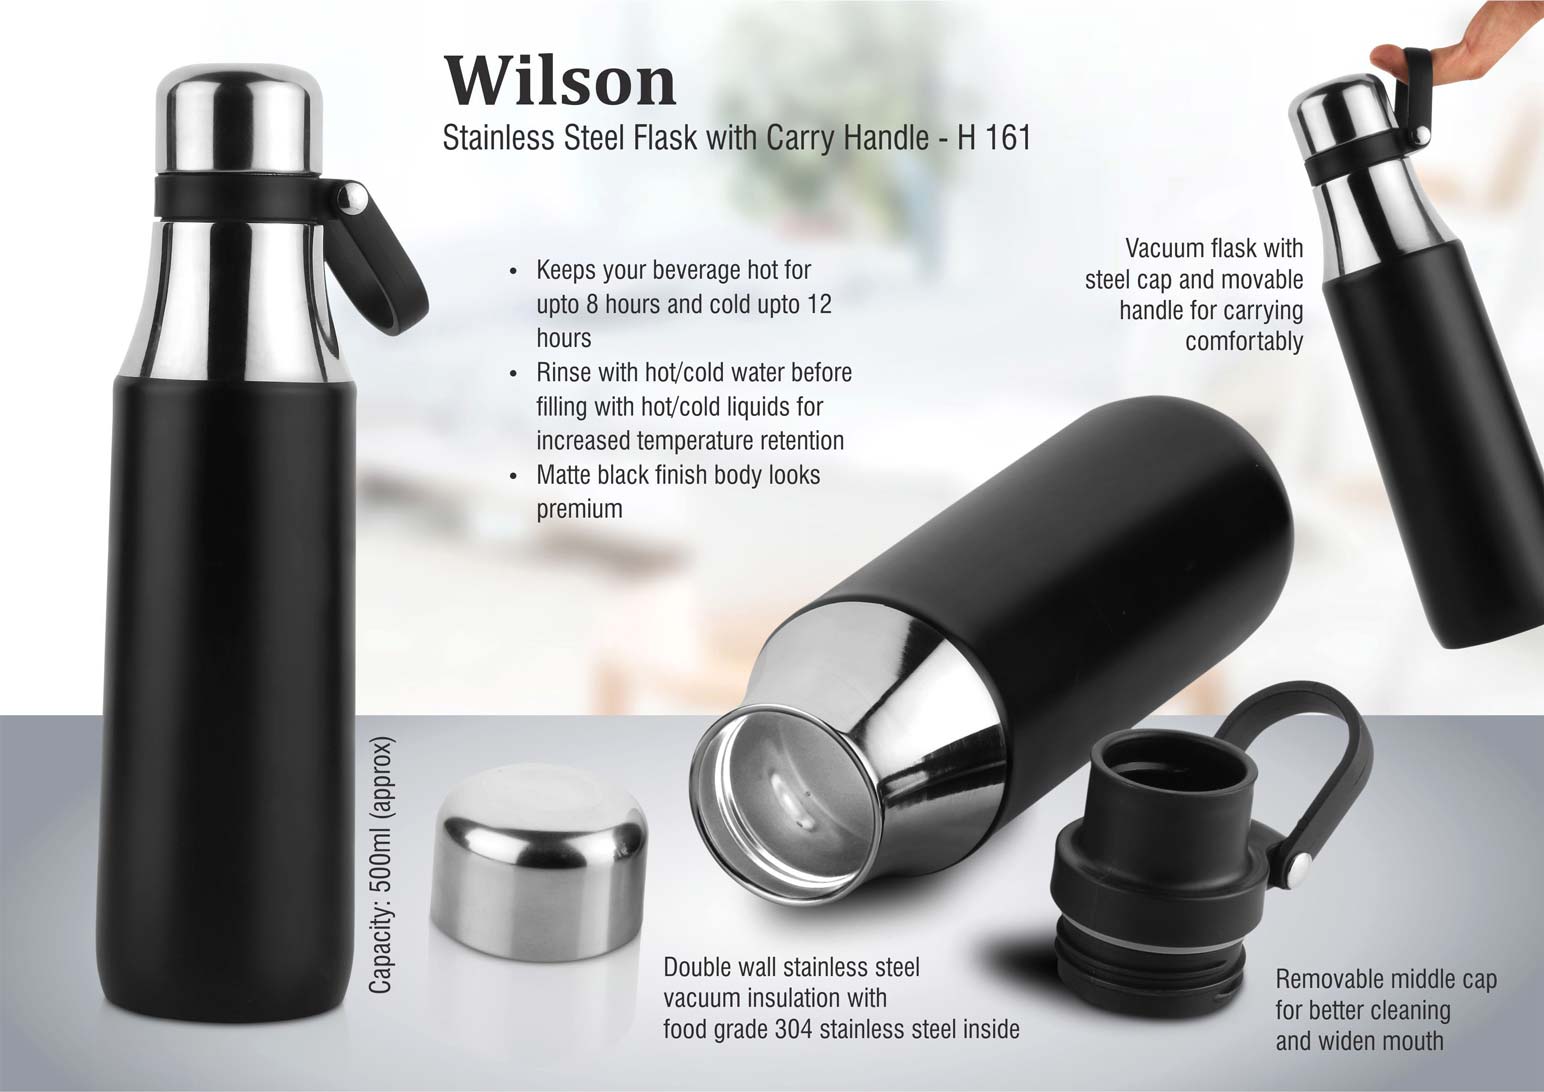 Wilson
Stainless Steel Flask with Carry Handle - H 161
• Keeps your beverage hot for
upto 8 hours and cold upto 12
hours
• Rinse with hot/cold water before
filling with hot/cold liquids for
increased temperature retention
• Matte black finish body looks
premium
Vacuum flask with
steel cap and movable
handle for carrying
comfortably
Capacity: 500ml (approx)
Double wall stainless steel
vacuum insulation with
food grade 304 stainless steel inside
Removable middle cap
for better cleaning
and widen mouth